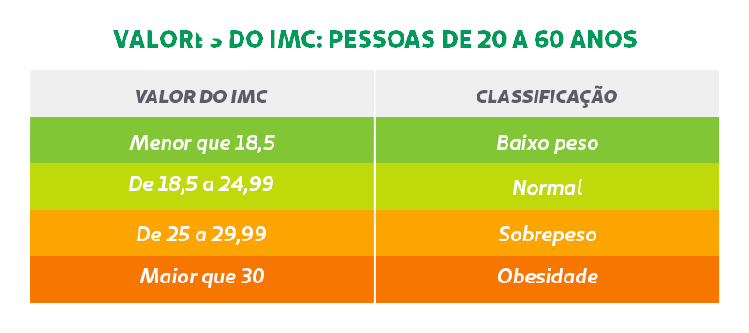 VALORES DO IMC: PESSOAS DE 20 A 60 ANOS
VALOR DO IMC CLASSIFICAÇÃO
Menor que 18,5 Baixo peso
De 18,5 a 24,99 Normal
De 25 a 29,99 Sobrepeso
Maior que 30 Obesidade